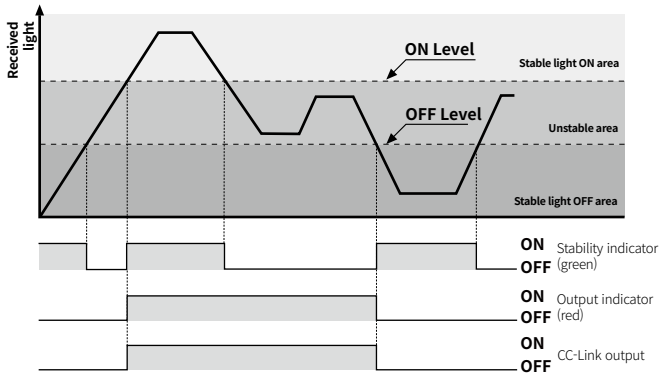 Received
light
ON Level
Stable light ON area
OFF Level
Unstable area
Stable light OFF area
ON
OFF
Stability indicator
(green)
ON
OFF
Output indicator
(red)
ON
OFF
CC-Link output